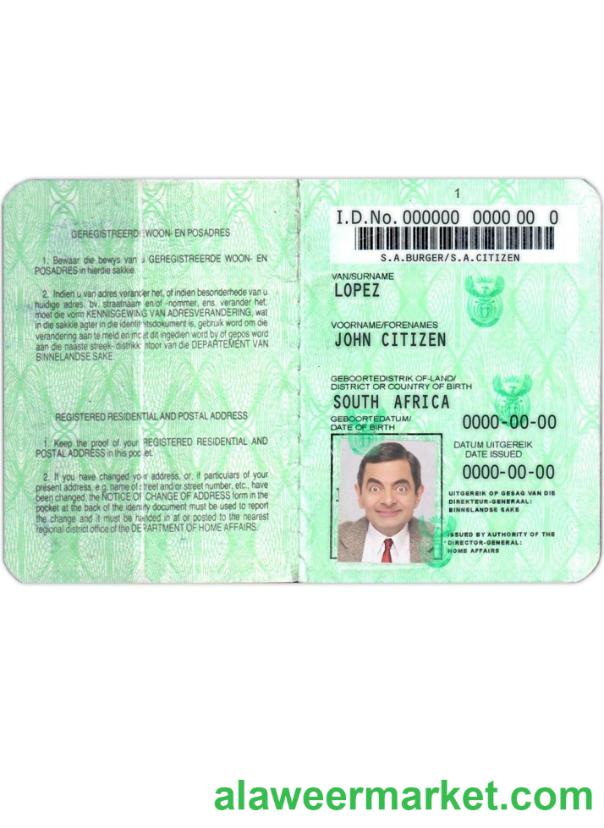 GEREGISTREERDE WOON- EN POSADRES
1. Bewaar die bewys van u GEREGISTREERDE WOON- EN
POSADRES in hierdie sakkie.
2. Indien u van adres verander het, of indien besonderhede van u
huidige adres, bv. straatnaam en/of -nommer, ens. verander het,
moet die vorm KENNISGEWING VAN ADRESVERANDERING, wat
in die sakkie agter in die identiteitsdokument is, gebruik word om die
verandering aan te meld en moet dit ingedien word by of gepos word
aan die naaste streek- distrikkantoor van die DEPARTEMENT VAN
BINNELANDSE SAKE.
REGISTERED RESIDENTIAL AND POSTAL ADDRESS
1. Keep the proof of your REGISTERED RESIDENTIAL AND
POSTAL ADDRESS in this pocket.
2. If you have changed your address, or, if particulars of your
present address, e.g. name of street and/or street number, etc., have
been changed, the NOTICE OF CHANGE OF ADDRESS form in the
pocket at the back of the identity document must be used to report
the change and it must be handed in at or posted to the nearest
regional district office of the DEPARTMENT OF HOME AFFAIRS.
1
I.D.No. 000000 0000 00 0
S.A.BURGER/S.A.CITIZEN
VAN/SURNAME
LOPEZ
VOORNAME/FORENAMES
JOHN CITIZEN
GEBOORTEDISTRIK OF-LAND/
DISTRICT OR COUNTRY OF BIRTH
SOUTH AFRICA
GEBOORTEDATUM/
DATE OF BIRTH
0000-00-00
DATUM UITGEREIK
DATE ISSUED
0000-00-00
UITGEREIK OP GESAG VAN DIE
DIREKTEUR-GENERAAL:
BINNELANDSE SAKE
ISSUED BY AUTHORITY OF THE
DIRECTOR-GENERAL:
HOME AFFAIRS
alaweermarket.com